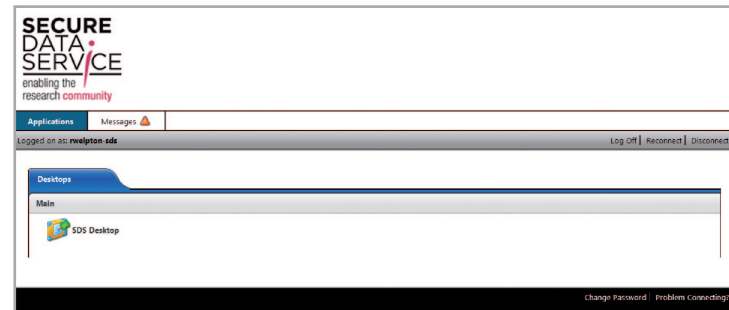 SECURE
DATA
SERVICE
enabling the
research community
Applications Messages
Logged on as: rwelpton-sds Log Off | Reconnect | Disconnect
Desktops
Main
SDS Desktop
Change Password | Problem Connecting?